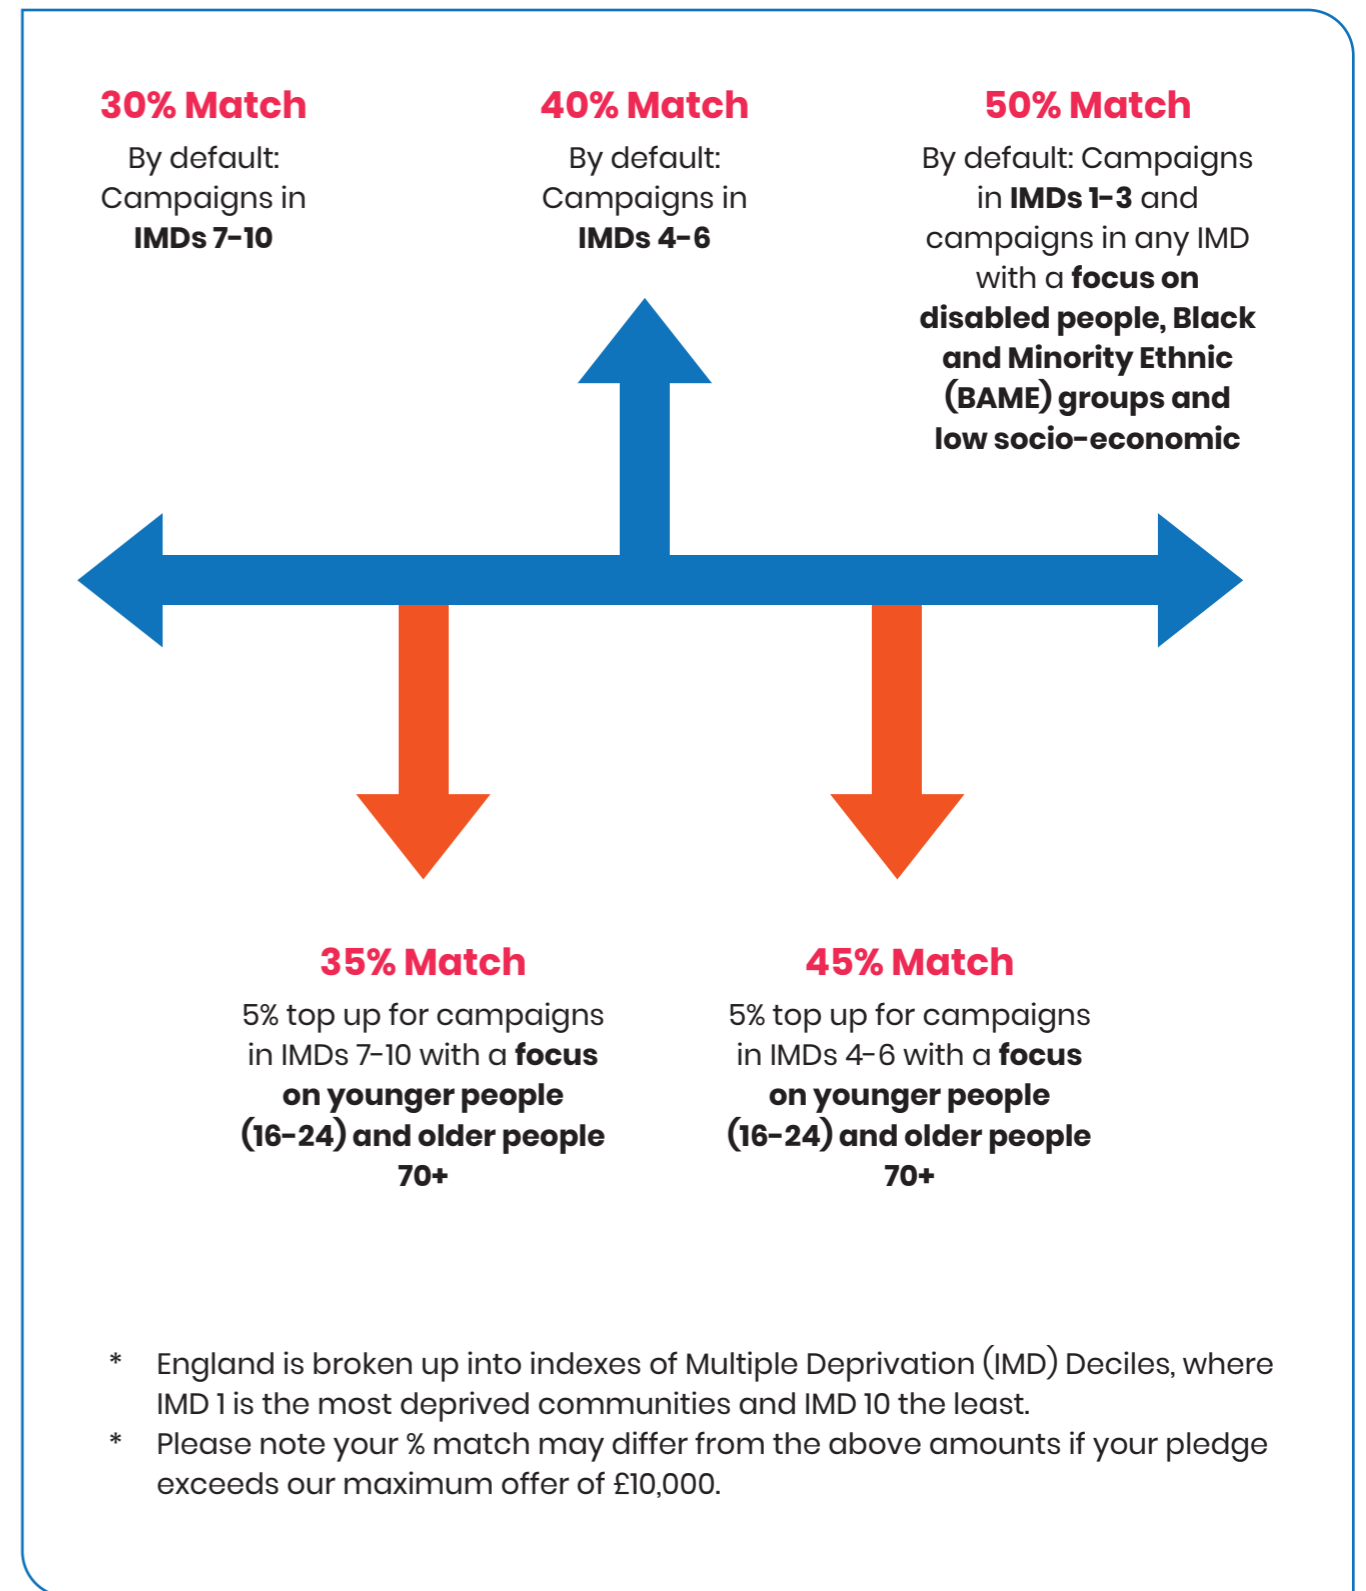 30% Match
By default:
Campaigns in
IMDs 7-10
40% Match
By default:
Campaigns in
IMDs 4-6
50% Match
By default: Campaigns
in IMDs 1-3 and
campaigns in any IMD
with a focus on
disabled people, Black
and Minority Ethnic
(BAME) groups and
low socio-economic
35% Match
5% top up for campaigns
in IMDs 7-10 with a focus
on younger people
(16-24) and older people
70+
45% Match
5% top up for campaigns
in IMDs 4-6 with a focus
on younger people
(16-24) and older people
70+
* England is broken up into indexes of Multiple Deprivation (IMD) Deciles, where
IMD 1 is the most deprived communities and IMD 10 the least.
* Please note your % match may differ from the above amounts if your pledge
exceeds our maximum offer of £10,000.